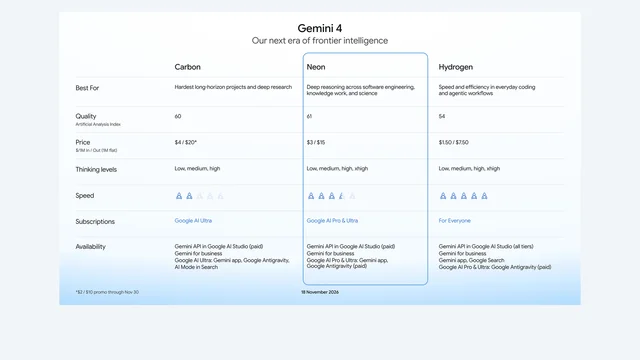 Gemini 4
Our next era of frontier intelligence
Carbon Neon Hydrogen
Best For
Hardest long-horizon projects and deep research
Deep reasoning across software engineering,
knowledge work, and science
Speed and efficiency in everyday coding
and agentic workflows
Quality
Artificial Analysis Index
60 61 54
Price
$/1M in / Out (1M flat)
$4 / $20* $3 / $15 $1.50 / $7.50
Thinking levels
Low, medium, high
Low, medium, high, xhigh
Low, medium, high, xhigh
Speed
Subscriptions
Google AI Ultra
Google AI Pro & Ultra
For Everyone
Availability
Gemini API in Google AI Studio (paid)
Gemini for business
Google AI Ultra: Gemini app, Google Antigravity,
AI Mode in Search
Gemini API in Google AI Studio (paid)
Gemini for business
Google AI Pro & Ultra: Gemini app,
Google Antigravity (paid)
Gemini API in Google AI Studio (all tiers)
Gemini for business
Gemini app, Google Search
Google AI Pro & Ultra: Google Antigravity (paid)
*$2 / $10 promo through Nov 30
18 November 2026